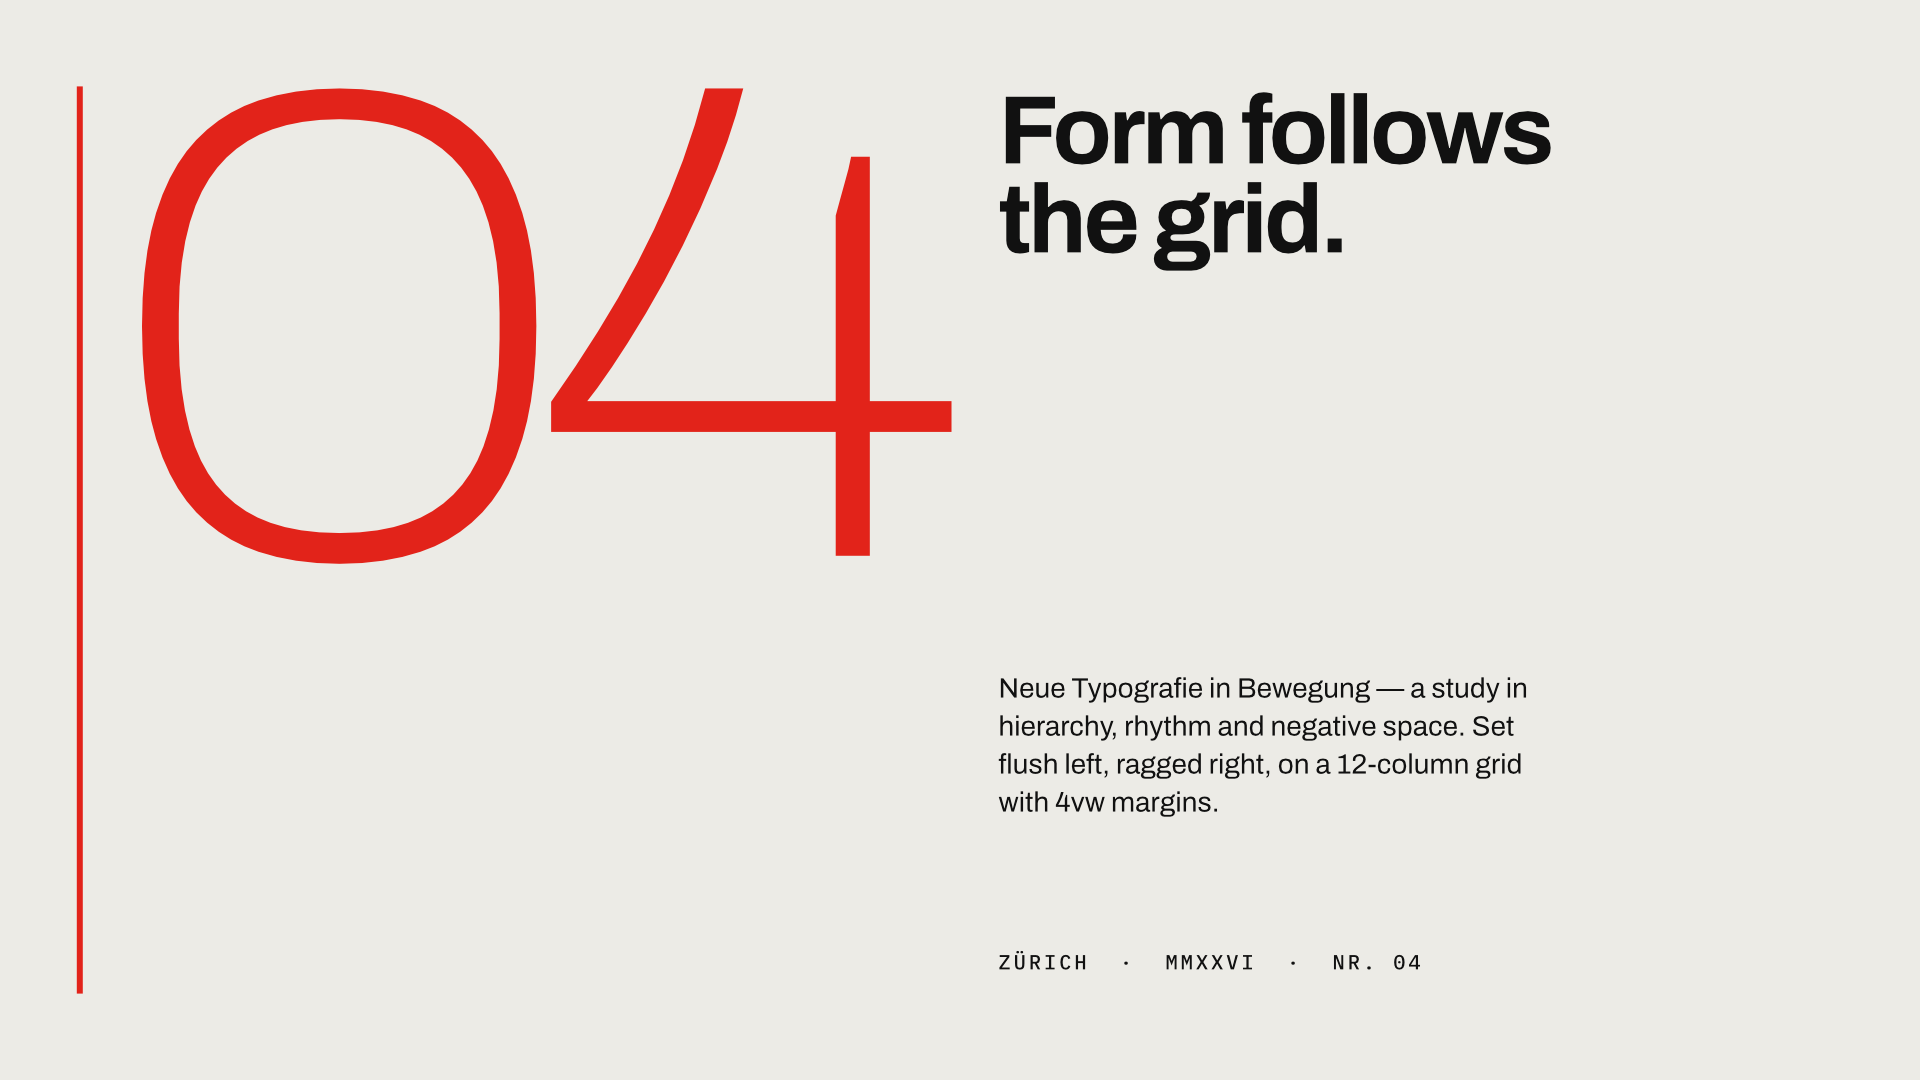 04
Form follows
the grid.
Neue Typografie in Bewegung — a study in
hierarchy, rhythm and negative space. Set
flush left, ragged right, on a 12-column grid
with 4vw margins.
ZÜRICH · MMXXVI · NR. 04